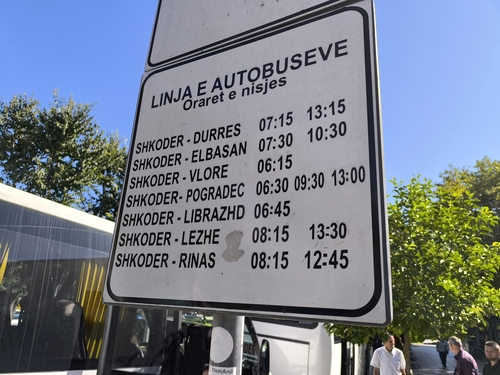 LINJA E AUTOBUSEVE
Oraret e nisjes
SHKODER - DURRES 07:15 13:15
SHKODER - ELBASAN 07:30 10:30
SHKODER - VLORE 06:15
SHKODER - POGRADEC 06:30 09:30 13:00
SHKODER - LIBRAZHD 06:45
SHKODER - LEZHE 08:15 13:30
SHKODER - RINAS 08:15 12:45